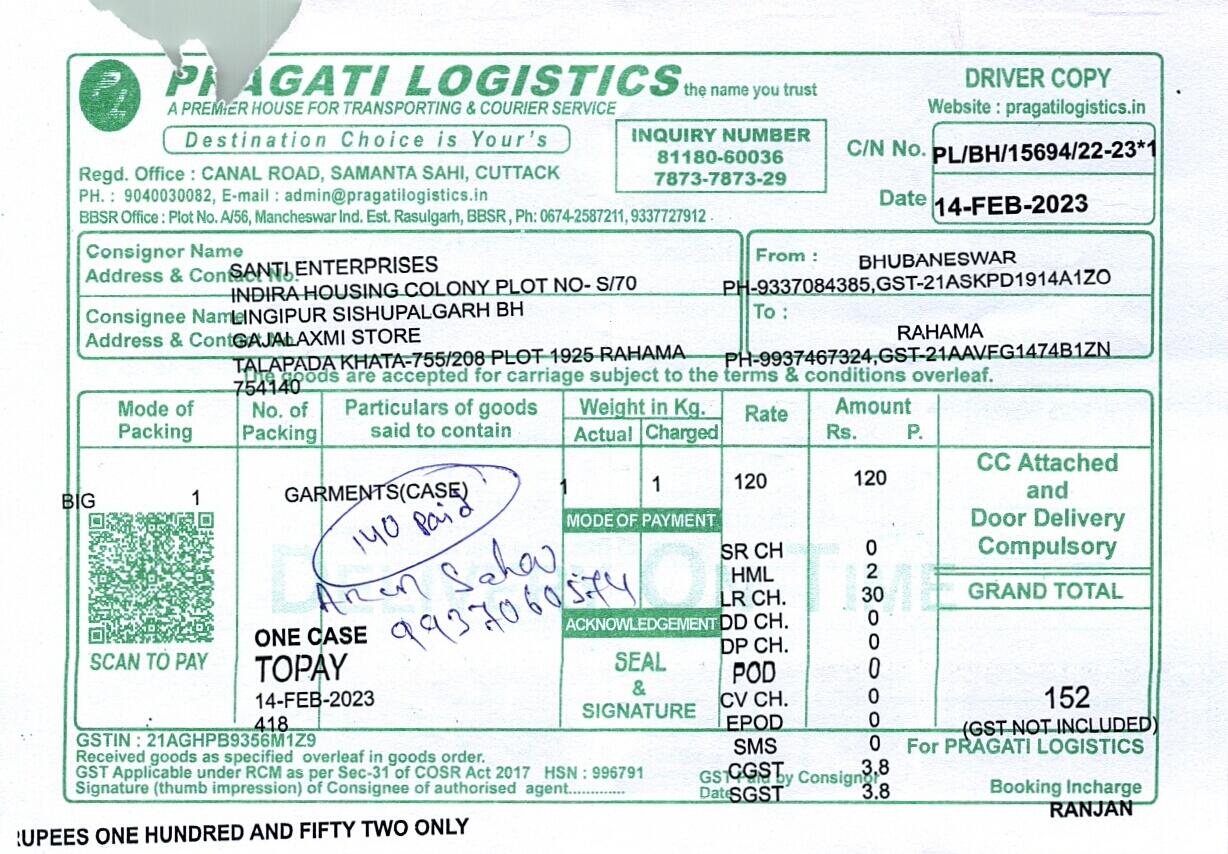 PRAGATI LOGISTICS the name you trust
A PREMIER HOUSE FOR TRANSPORTING & COURIER SERVICE
Destination Choice is Your's
DRIVER COPY
Website : pragatilogistics.in
INQUIRY NUMBER
81180-60036
7873-7873-29
C/N No. PL/BH/15694/22-23*1
Date 14-FEB-2023
Regd. Office : CANAL ROAD, SAMANTA SAHI, CUTTACK
PH. : 9040030082, E-mail : admin@pragatilogistics.in
BBSR Office : Plot No. A/56, Mancheswar Ind. Est. Rasulgarh, BBSR, Ph: 0674-2587211, 9337727912
Consignor Name
Address & Contact No.
SANTI ENTERPRISES
INDIRA HOUSING COLONY PLOT NO- S/70
LINGIPUR SISHUPALGARH BH
Consignee Name
Address & Contact No.
GAJALAXMI STORE
TALAPADA KHATA-755/208 PLOT 1925 RAHAMA
754140
From : BHUBANESWAR
PH-9337084385,GST-21ASKPD1914A1ZO
To :
RAHAMA
PH-9937467324,GST-21AAVFG1474B1ZN
The goods are accepted for carriage subject to the terms & conditions overleaf.
Mode of Packing
No. of Packing
Particulars of goods said to contain
Weight in Kg.
Actual Charged
Rate
Amount
Rs. P.
BIG 1 GARMENTS(CASE) 1 1 120 120
140 Paid
9937060574
DELIVERY ON TIME
SCAN TO PAY
ONE CASE
TOPAY
14-FEB-2023
418
MODE OF PAYMENT
ACKNOWLEDGEMENT
SEAL
&
SIGNATURE
SR CH 0
HML 2
LR CH. 30
DD CH. 0
DP CH. 0
POD 0
CV CH. 0
EPOD 0
SMS 0
CGST 3.8
SGST 3.8
CC Attached
and
Door Delivery
Compulsory
GRAND TOTAL
152
(GST NOT INCLUDED)
GSTIN : 21AGHPB9356M1Z9
Received goods as specified overleaf in goods order.
GST Applicable under RCM as per Sec-31 of COSR Act 2017 HSN : 996791
Signature (thumb impression) of Consignee of authorised agent.............
GST Paid by Consignor
Date
For PRAGATI LOGISTICS
Booking Incharge
RANJAN
RUPEES ONE HUNDRED AND FIFTY TWO ONLY